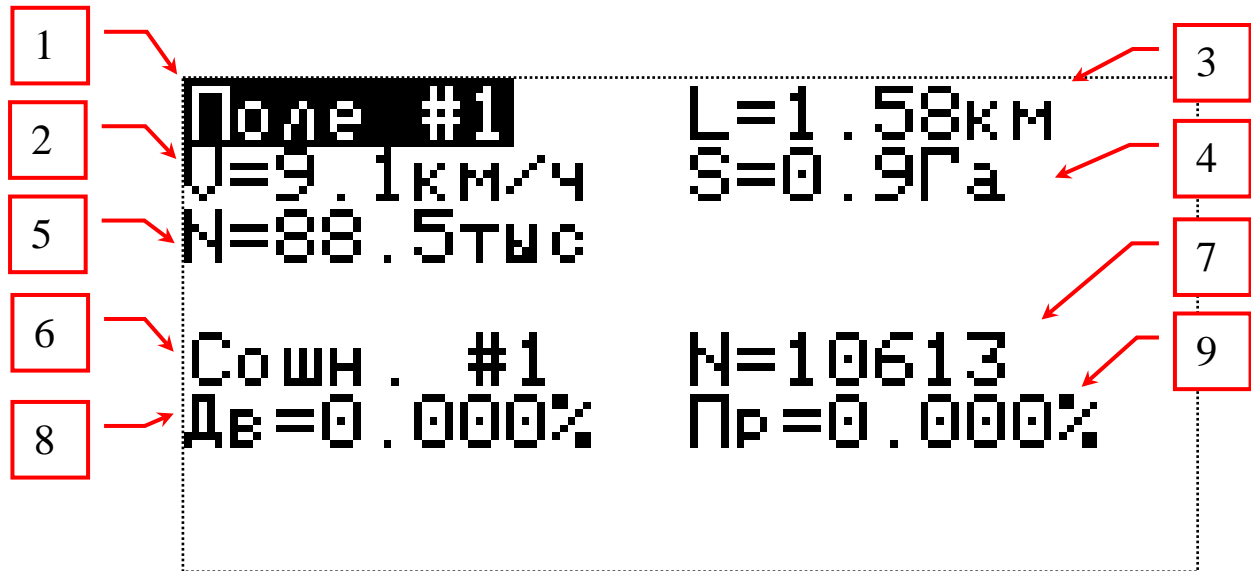 1
3
Поле #1 L=1.58км
2
V=9.1км/ч S=0.9Га
4
5
N=88.5тыс
7
6
Сошн. #1 N=10613
9
8
Дв=0.000% Пр=0.000%